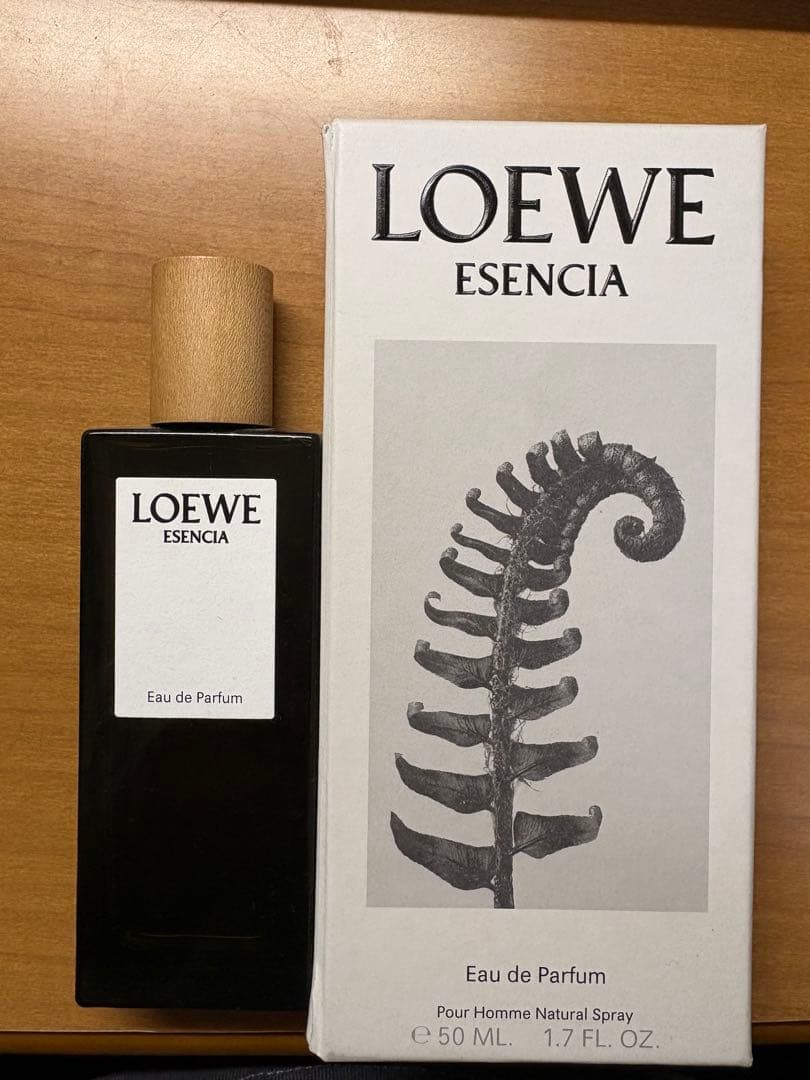 LOEWE
ESENCIA
Eau de Parfum
LOEWE
ESENCIA
Eau de Parfum
Pour Homme Natural Spray
℮ 50 ML. 1.7 FL. OZ.